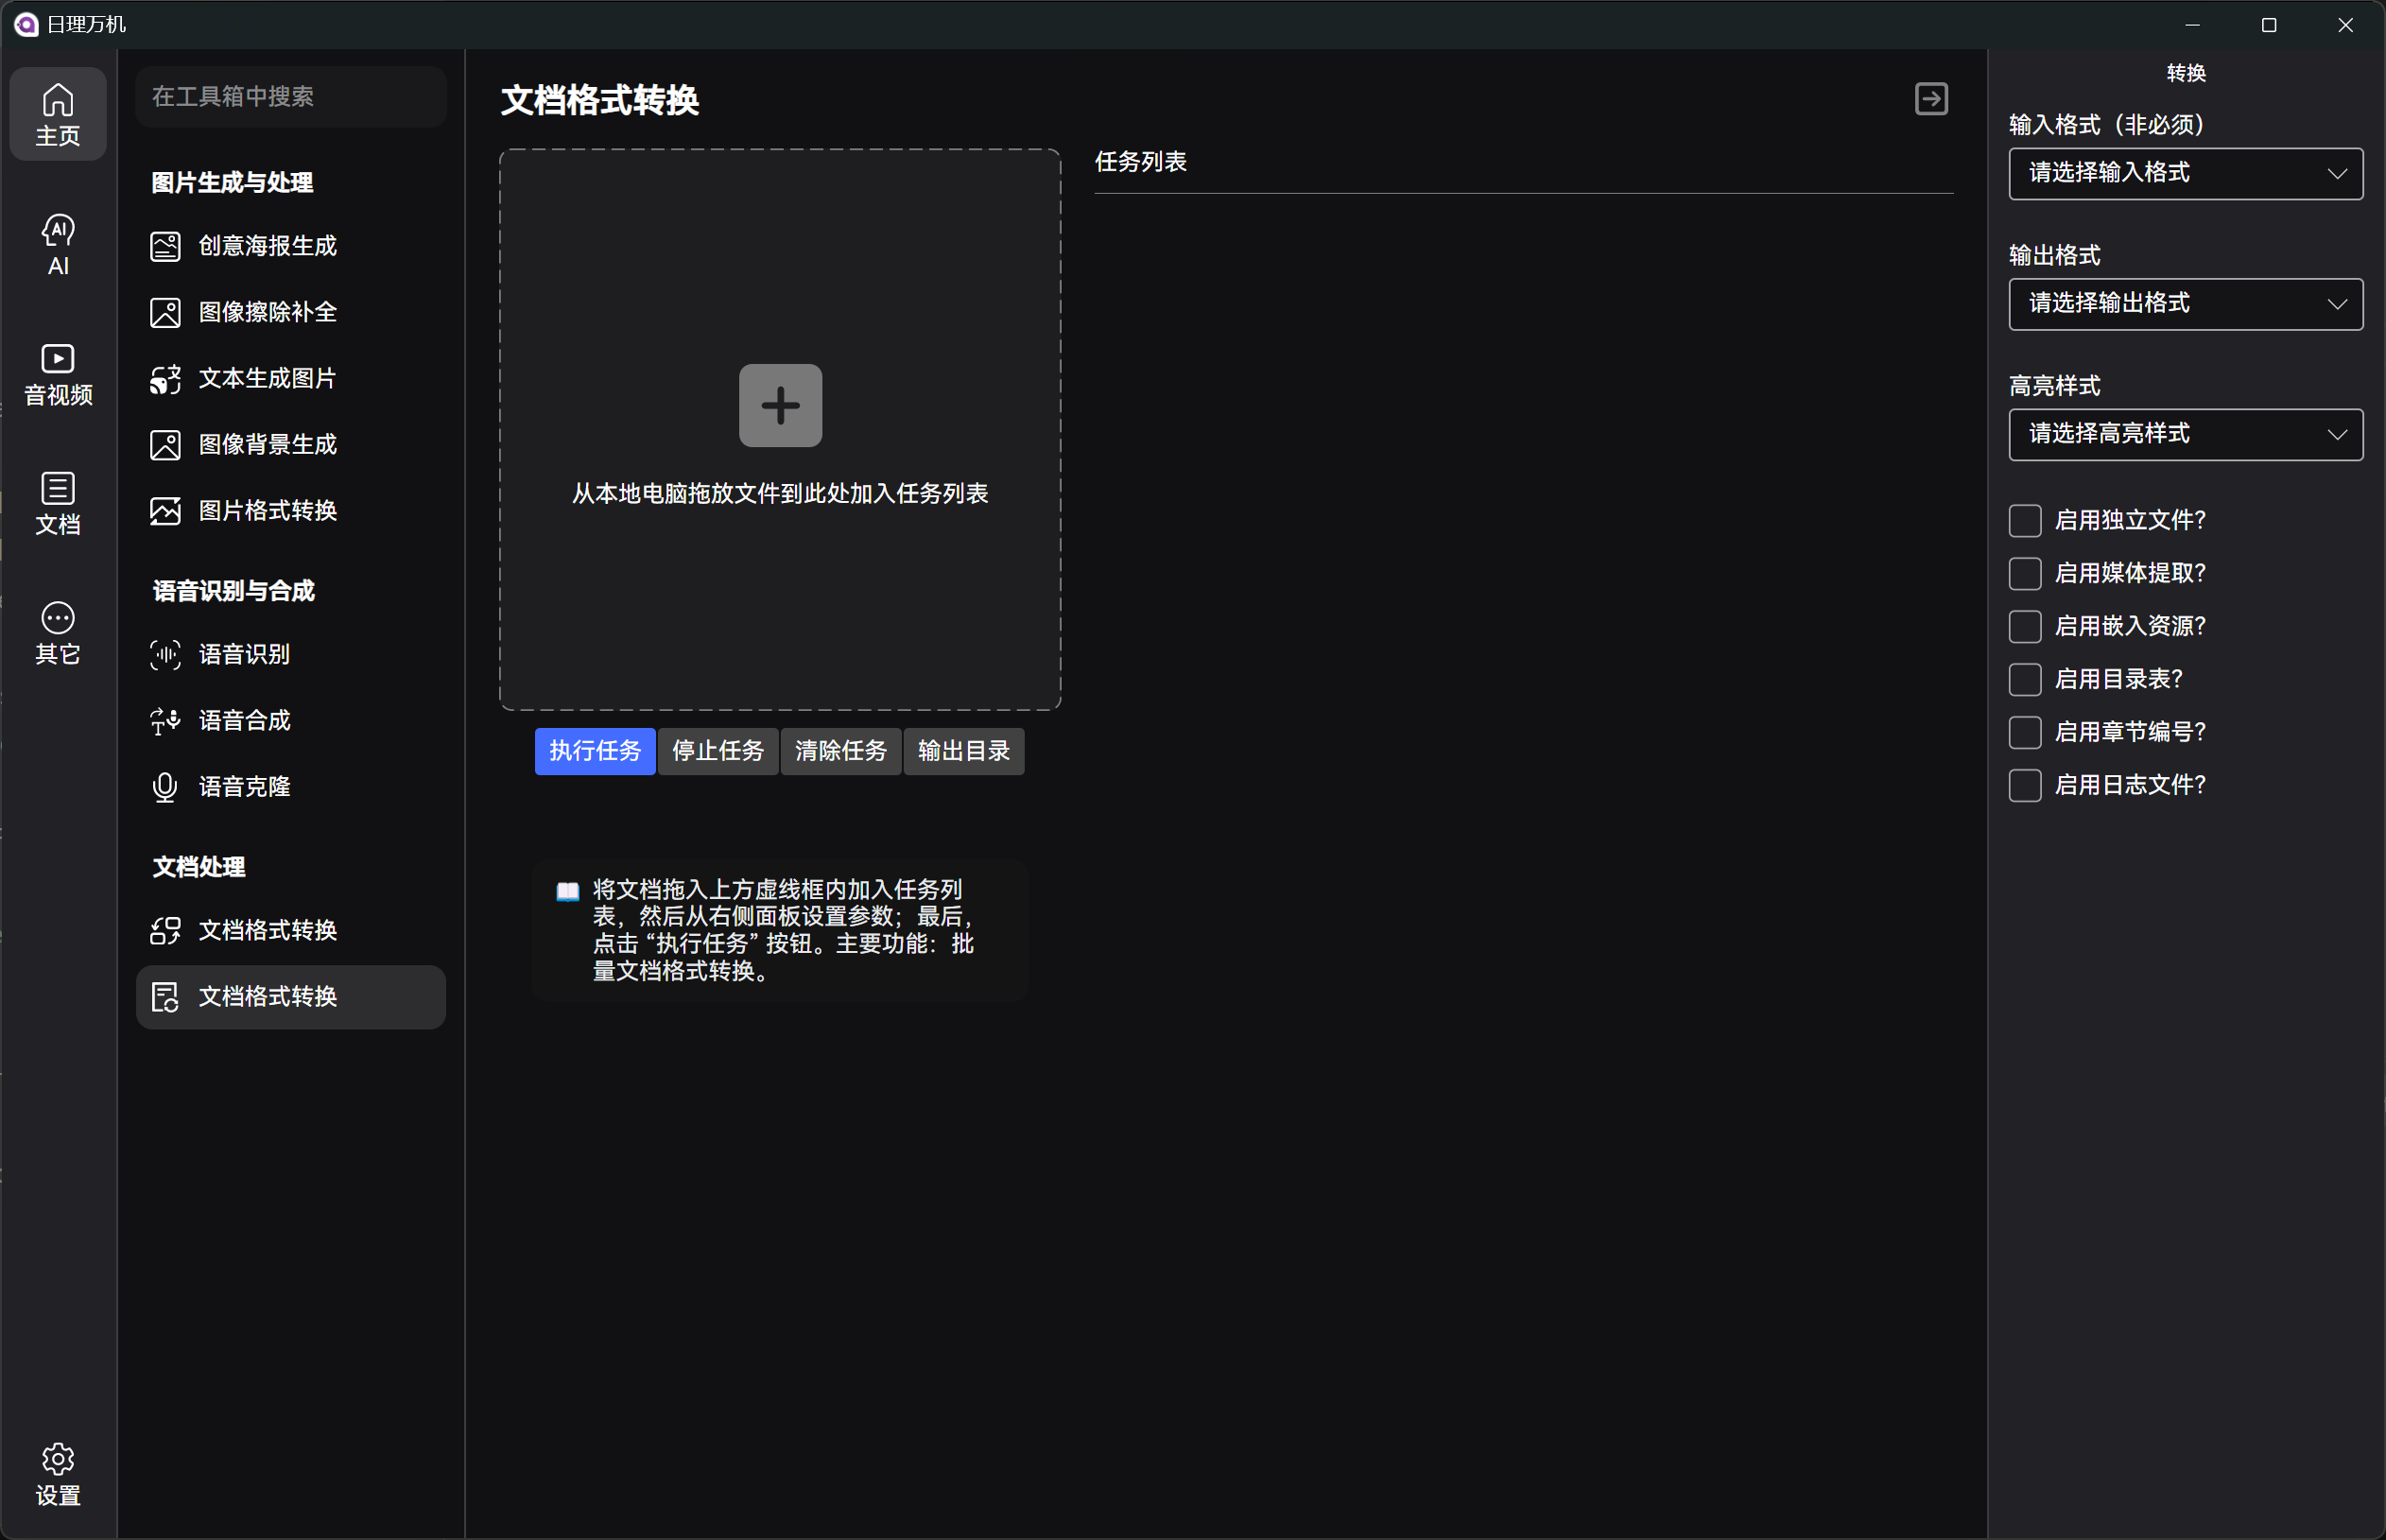 日理万机
主页
AI
音视频
文档
其它
设置
在工具箱中搜索
图片生成与处理
创意海报生成
图像擦除补全
文本生成图片
图像背景生成
图片格式转换
语音识别与合成
语音识别
语音合成
语音克隆
文档处理
文档格式转换
文档格式转换
文档格式转换
从本地电脑拖放文件到此处加入任务列表
执行任务
停止任务
清除任务
输出目录
📖 将文档拖入上方虚线框内加入任务列
表，然后从右侧面板设置参数；最后，
点击 “执行任务” 按钮。主要功能：批
量文档格式转换。
任务列表
转换
输入格式（非必须）
请选择输入格式
输出格式
请选择输出格式
高亮样式
请选择高亮样式
启用独立文件?
启用媒体提取?
启用嵌入资源?
启用目录表?
启用章节编号?
启用日志文件?